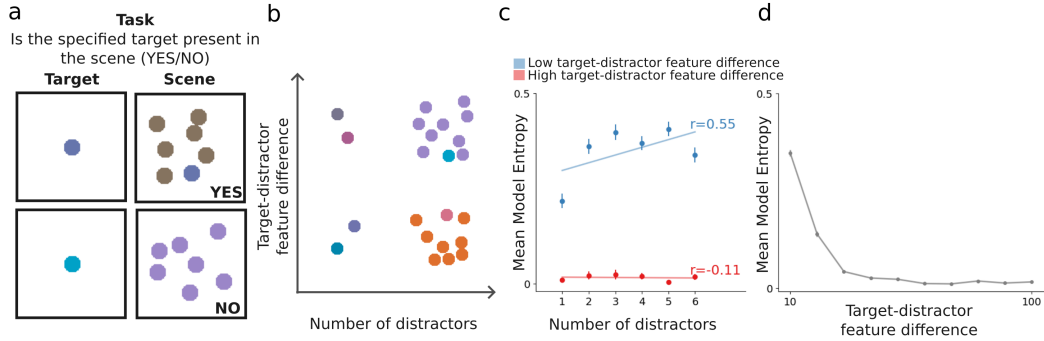 a
Task
Is the specified target present in
the scene (YES/NO)
Target
Scene
YES
NO
b
Target-distractor
feature difference
Number of distractors
c
Low target-distractor feature difference
High target-distractor feature difference
Mean Model Entropy
0.5
0
r=0.55
r=-0.11
1 2 3 4 5 6
Number of distractors
d
Mean Model Entropy
0.5
0
10 100
Target-distractor
feature difference